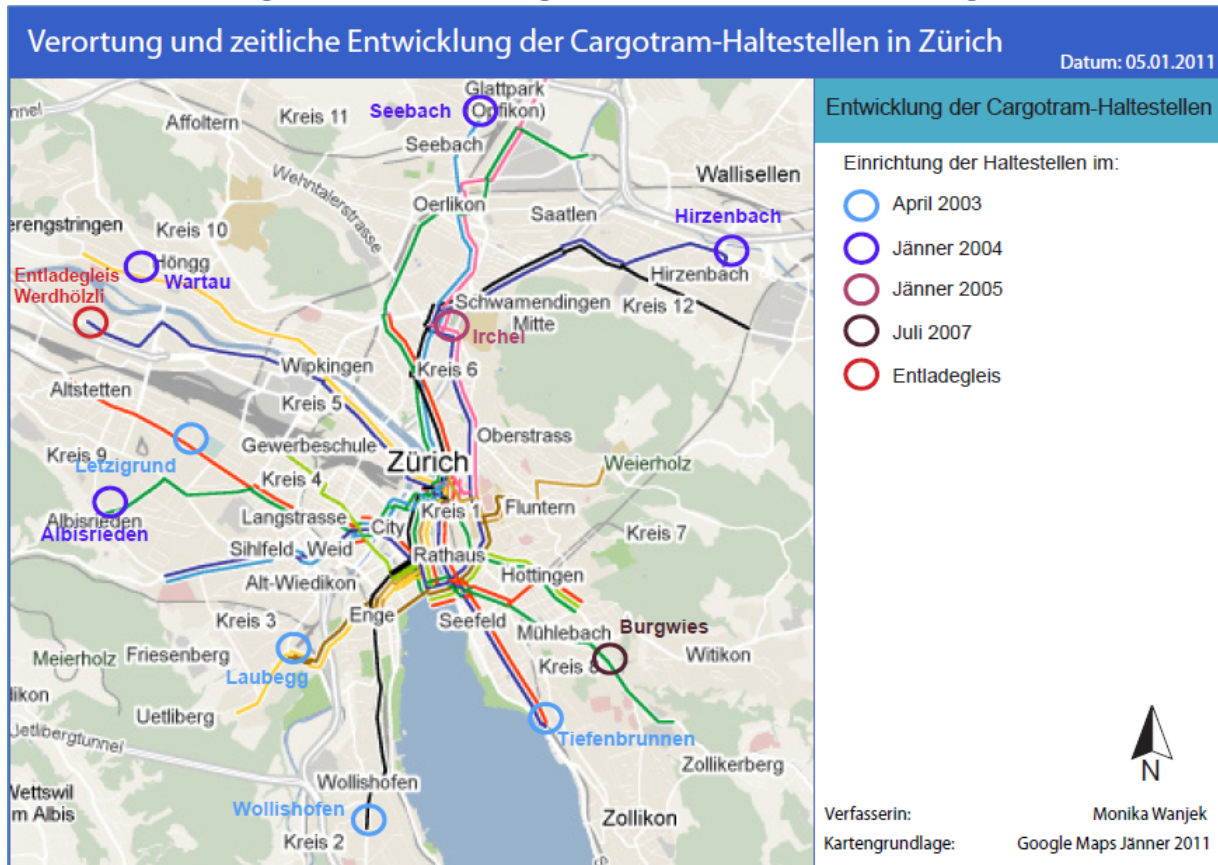 Verortung und zeitliche Entwicklung der Cargotram-Haltestellen in Zürich
Datum: 05.01.2011
Glattpark
(Opfikon)
Seebach
Kreis 11
Affoltern
Seebach
Wehntalerstrasse
Wallisellen
Oerlikon
Saatlen
Hirzenbach
erengstringen
Kreis 10
Höngg
Wartau
Hirzenbach
Entladegleis
Werdhölzli
Schwamendingen
Mitte
Kreis 12
Irchel
Wipkingen
Kreis 6
Altstetten
Kreis 5
Oberstrass
Gewerbeschule
Kreis 9
Letzigrund
Zürich
Weierholz
Kreis 4
Fluntern
Kreis 1
Langstrasse
City
Albisrieden
Albisrieden
Kreis 7
Sihlfeld
Weid
Rathaus
Alt-Wiedikon
Hottingen
Enge
Kreis 3
Seefeld
Mühlebach
Burgwies
Meierholz
Friesenberg
Kreis 8
Witikon
Laubegg
likon
Uetliberg
Uetlibergtunnel
Tiefenbrunnen
Zollikerberg
Wollishofen
Wettswil
m Albis
Wollishofen
Zollikon
Kreis 2
Entwicklung der Cargotram-Haltestellen
Einrichtung der Haltestellen im:
April 2003
Jänner 2004
Jänner 2005
Juli 2007
Entladegleis
N
Verfasserin: Monika Wanjek
Kartengrundlage: Google Maps Jänner 2011